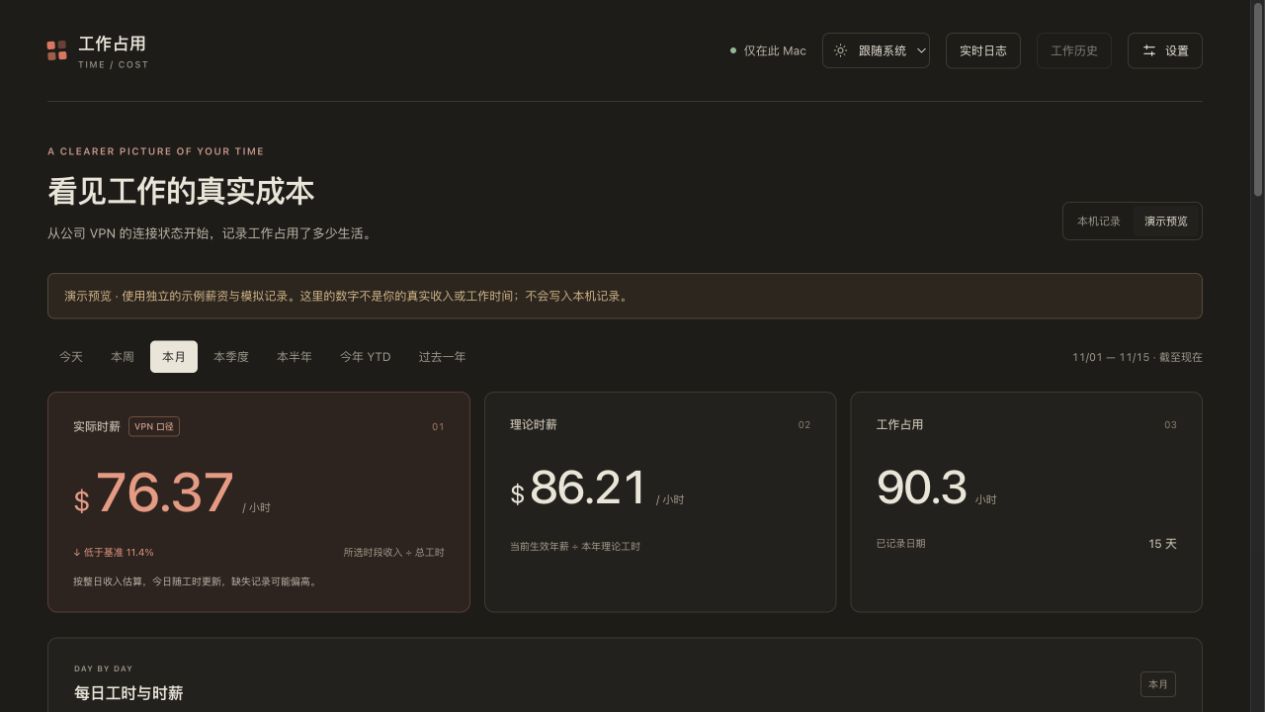 工作占用
TIME / COST
仅在此 Mac
跟随系统
实时日志
工作历史
设置
A CLEARER PICTURE OF YOUR TIME
看见工作的真实成本
从公司 VPN 的连接状态开始，记录工作占用了多少生活。
本机记录
演示预览
演示预览 · 使用独立的示例薪资与模拟记录。这里的数字不是你的真实收入或工作时间；不会写入本机记录。
今天 本周 本月 本季度 本半年 今年 YTD 过去一年
11/01 — 11/15 · 截至现在
实际时薪 VPN 口径 01
$ 76.37 / 小时
↓ 低于基准 11.4% 所选时段收入 ÷ 总工时
按整日收入估算，今日随工时更新，缺失记录可能偏高。
理论时薪 02
$ 86.21 / 小时
当前生效年薪 ÷ 本年理论工时
工作占用 03
90.3 小时
已记录日期 15 天
DAY BY DAY
每日工时与时薪
本月